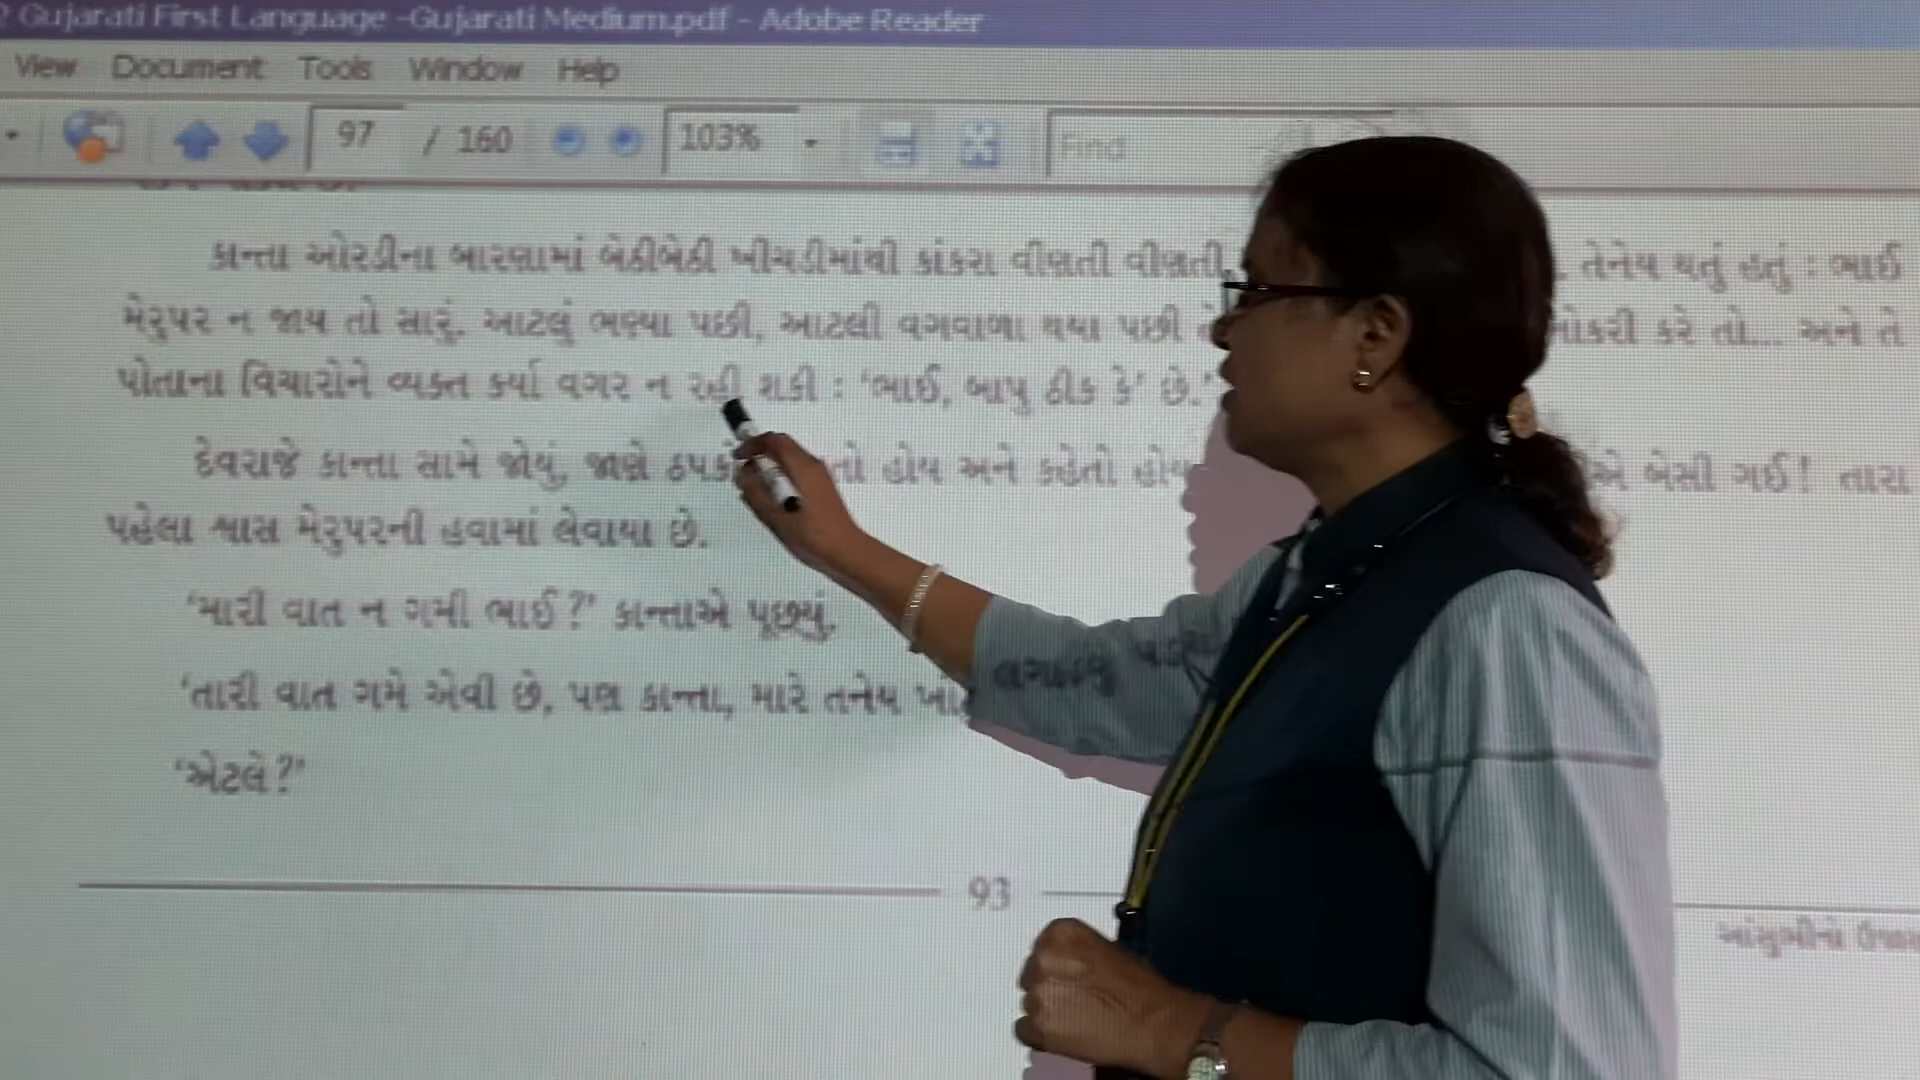 Gujarati First Language -Gujarati Medium.pdf - Adobe Reader
View Document Tools Window Help
97 / 160 103% Find
કાન્તા ઓરડીના બારણામાં બેઠીબેઠી ખીચડીમાંથી કાંકરા વીણતી વીણતી, તેનેય થતું હતું : ભાઈ
મેરુપર ન જાય તો સારું. આટલું ભણ્યા પછી, આટલી વગવાળા થયા પછી નોકરી કરે તો... અને તે
પોતાના વિચારોને વ્યક્ત કર્યા વગર ન રહી શકી : ‘ભાઈ, બાપુ ઠીક કે’ છે.’
દેવરાજે કાન્તા સામે જોયું, જાણે હોય અને કહેતો હોય બેસી ગઈ! તારા
પહેલા શ્વાસ મેરુપરની હવામાં લેવાયા છે.
‘મારી વાત ન ગમી ભાઈ?’ કાન્તાએ પૂછ્યું.
‘તારી વાત ગમે એવી છે, પણ કાન્તા, મારે તનેય લગાડવું
‘એટલે?’
93